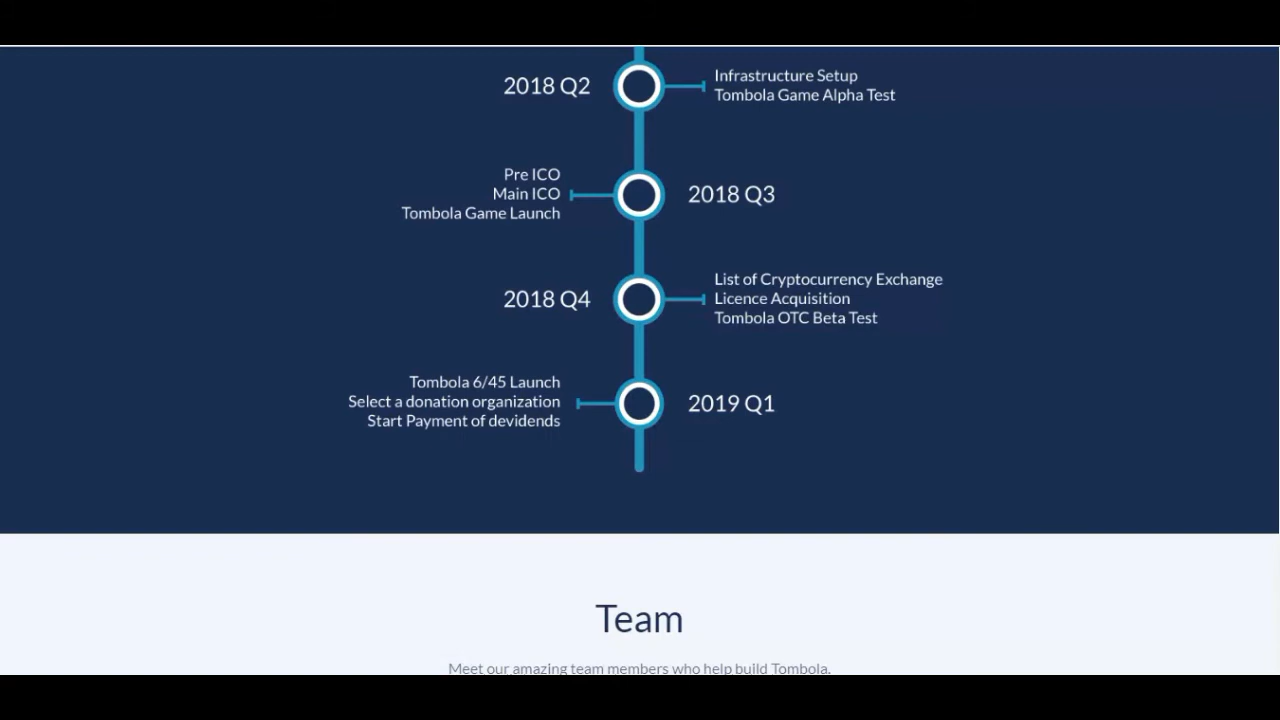 2018 Q2
Infrastructure Setup
Tombola Game Alpha Test
Pre ICO
Main ICO
Tombola Game Launch
2018 Q3
2018 Q4
List of Cryptocurrency Exchange
Licence Acquisition
Tombola OTC Beta Test
Tombola 6/45 Launch
Select a donation organization
Start Payment of devidends
2019 Q1
Team
Meet our amazing team members who help build Tombola.